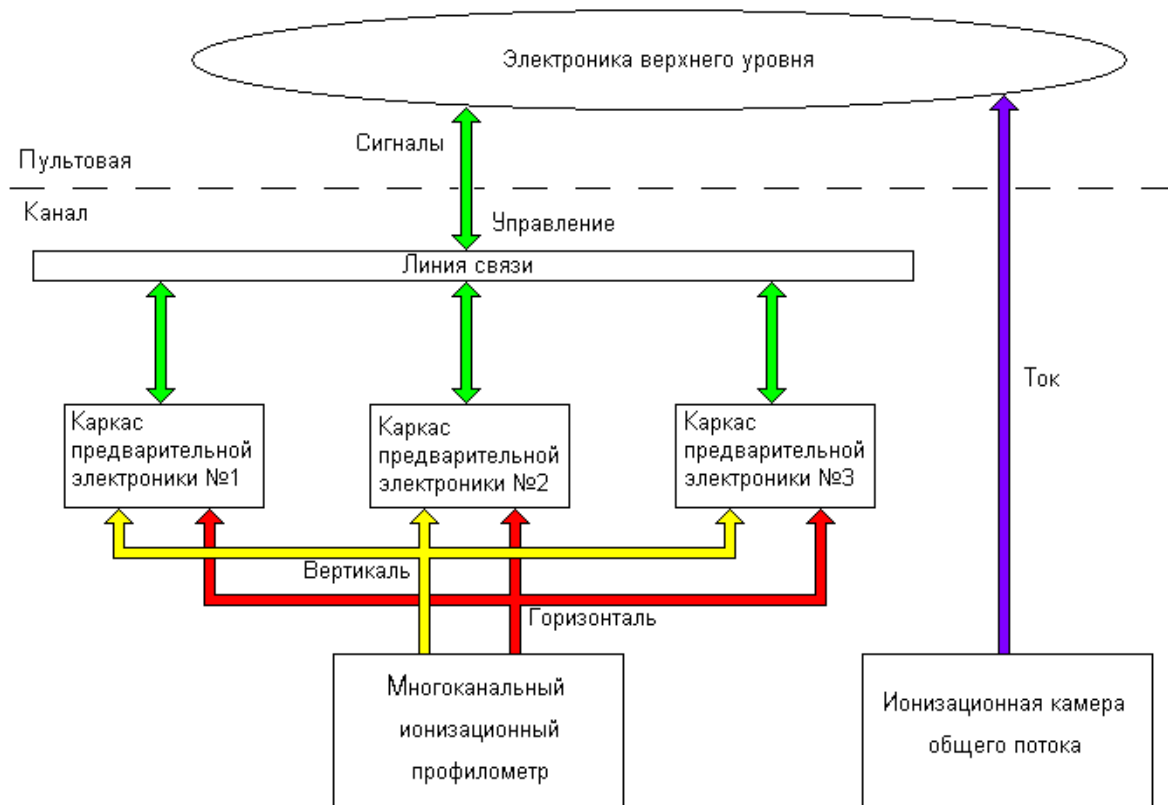 Электроника верхнего уровня
Сигналы
Пультовая
Канал
Управление
Линия связи
Ток
Каркас
предварительной
электроники №1
Каркас
предварительной
электроники №2
Каркас
предварительной
электроники №3
Вертикаль
Горизонталь
Многоканальный
ионизационный
профилометр
Ионизационная камера
общего потока